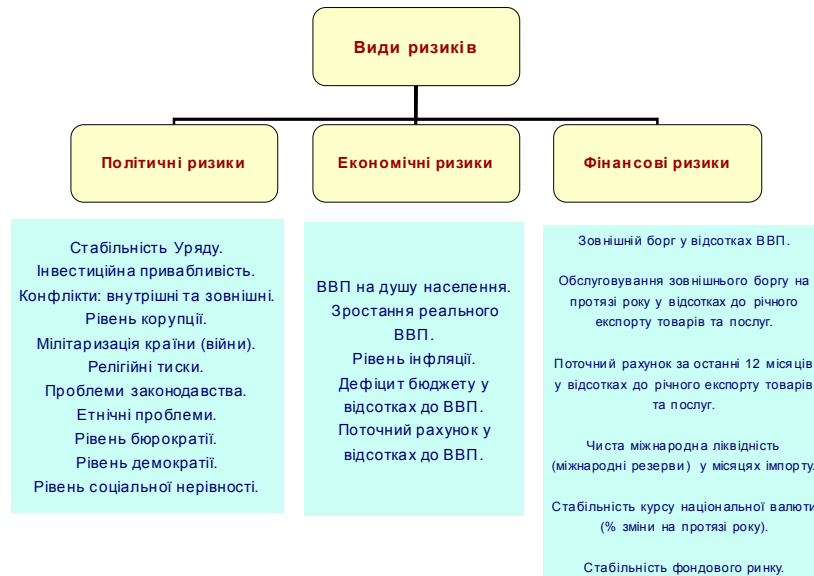 Види ризиків
Політичні ризики
Економічні ризики
Фінансові ризики
Стабільність Уряду.
Інвестиційна привабливість.
Конфлікти: внутрішні та зовнішні.
Рівень корупції.
Мілітаризація країни (війни).
Релігійні тиски.
Проблеми законодавства.
Етнічні проблеми.
Рівень бюрократії.
Рівень демократії.
Рівень соціальної нерівності.
ВВП на душу населення.
Зростання реального
ВВП.
Рівень інфляції.
Дефіцит бюджету у
відсотках до ВВП.
Поточний рахунок у
відсотках до ВВП.
Зовнішній борг у відсотках ВВП.
Обслуговування зовнішнього боргу на
протязі року у відсотках до річного
експорту товарів та послуг.
Поточний рахунок за останні 12 місяців
у відсотках до річного експорту товарів
та послуг.
Чиста міжнародна ліквідність
(міжнародні резерви) у місяцях імпорту.
Стабільність курсу національної валюти
(% зміни на протязі року).
Стабільність фондового ринку.